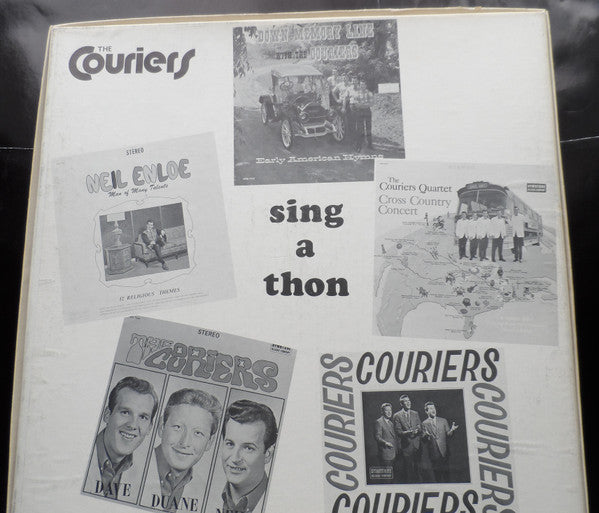 THE
Couriers
DOWN MEMORY LANE
WITH THE COURIERS
Early American Hymns
STEREO
NEIL ENLOE
Man of Many Talents
12 RELIGIOUS THEMES
sing
a
thon
The
Couriers Quartet
Cross Country
Concert
STEREO
THE COURIERS
DAVE
DUANE
COURIERS
COURIERS
COURIERS
COURIERS